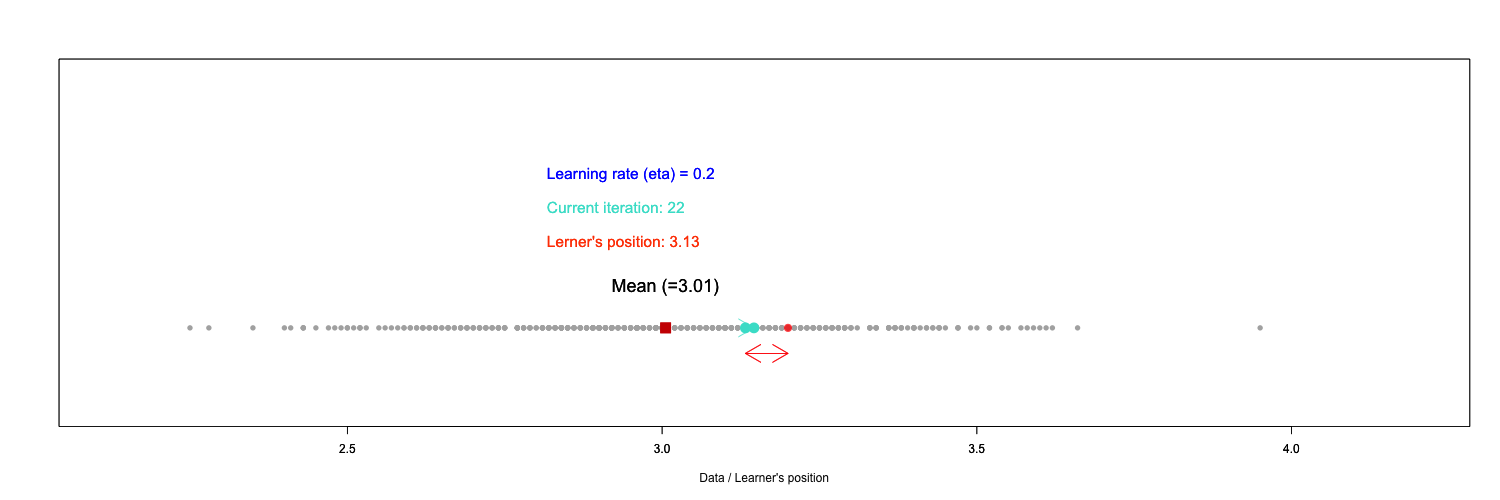 Learning rate (eta) = 0.2
Current iteration: 22
Lerner's position: 3.13
Mean (=3.01)
2.5 3.0 3.5 4.0
Data / Learner's position